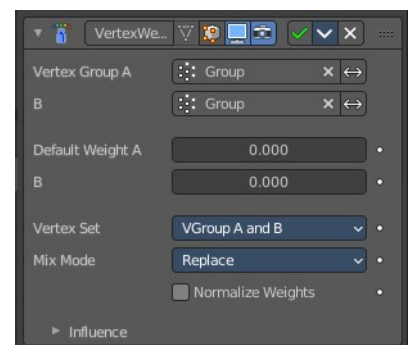 VertexWe...
Vertex Group A Group
B Group
Default Weight A 0.000
B 0.000
Vertex Set VGroup A and B
Mix Mode Replace
Normalize Weights
Influence